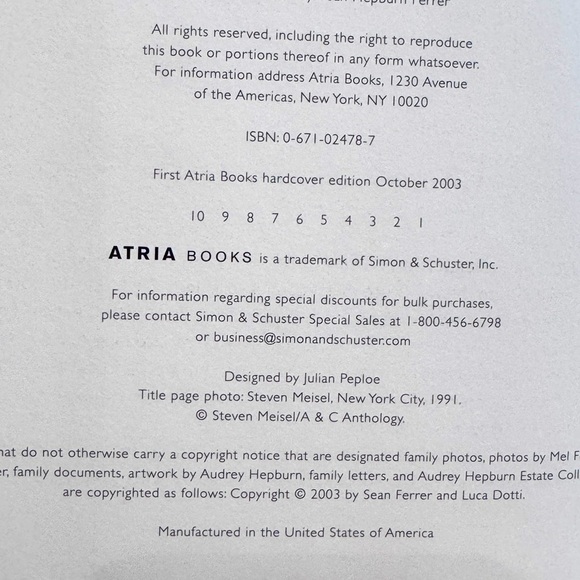 Hepburn Ferrer
All rights reserved, including the right to reproduce
this book or portions thereof in any form whatsoever.
For information address Atria Books, 1230 Avenue
of the Americas, New York, NY 10020
ISBN: 0-671-02478-7
First Atria Books hardcover edition October 2003
10 9 8 7 6 5 4 3 2 1
ATRIA BOOKS is a trademark of Simon & Schuster, Inc.
For information regarding special discounts for bulk purchases,
please contact Simon & Schuster Special Sales at 1-800-456-6798
or business@simonandschuster.com
Designed by Julian Peploe
Title page photo: Steven Meisel, New York City, 1991.
© Steven Meisel/A & C Anthology.
hat do not otherwise carry a copyright notice that are designated family photos, photos by Mel F
r, family documents, artwork by Audrey Hepburn, family letters, and Audrey Hepburn Estate Coll
are copyrighted as follows: Copyright © 2003 by Sean Ferrer and Luca Dotti.
Manufactured in the United States of America